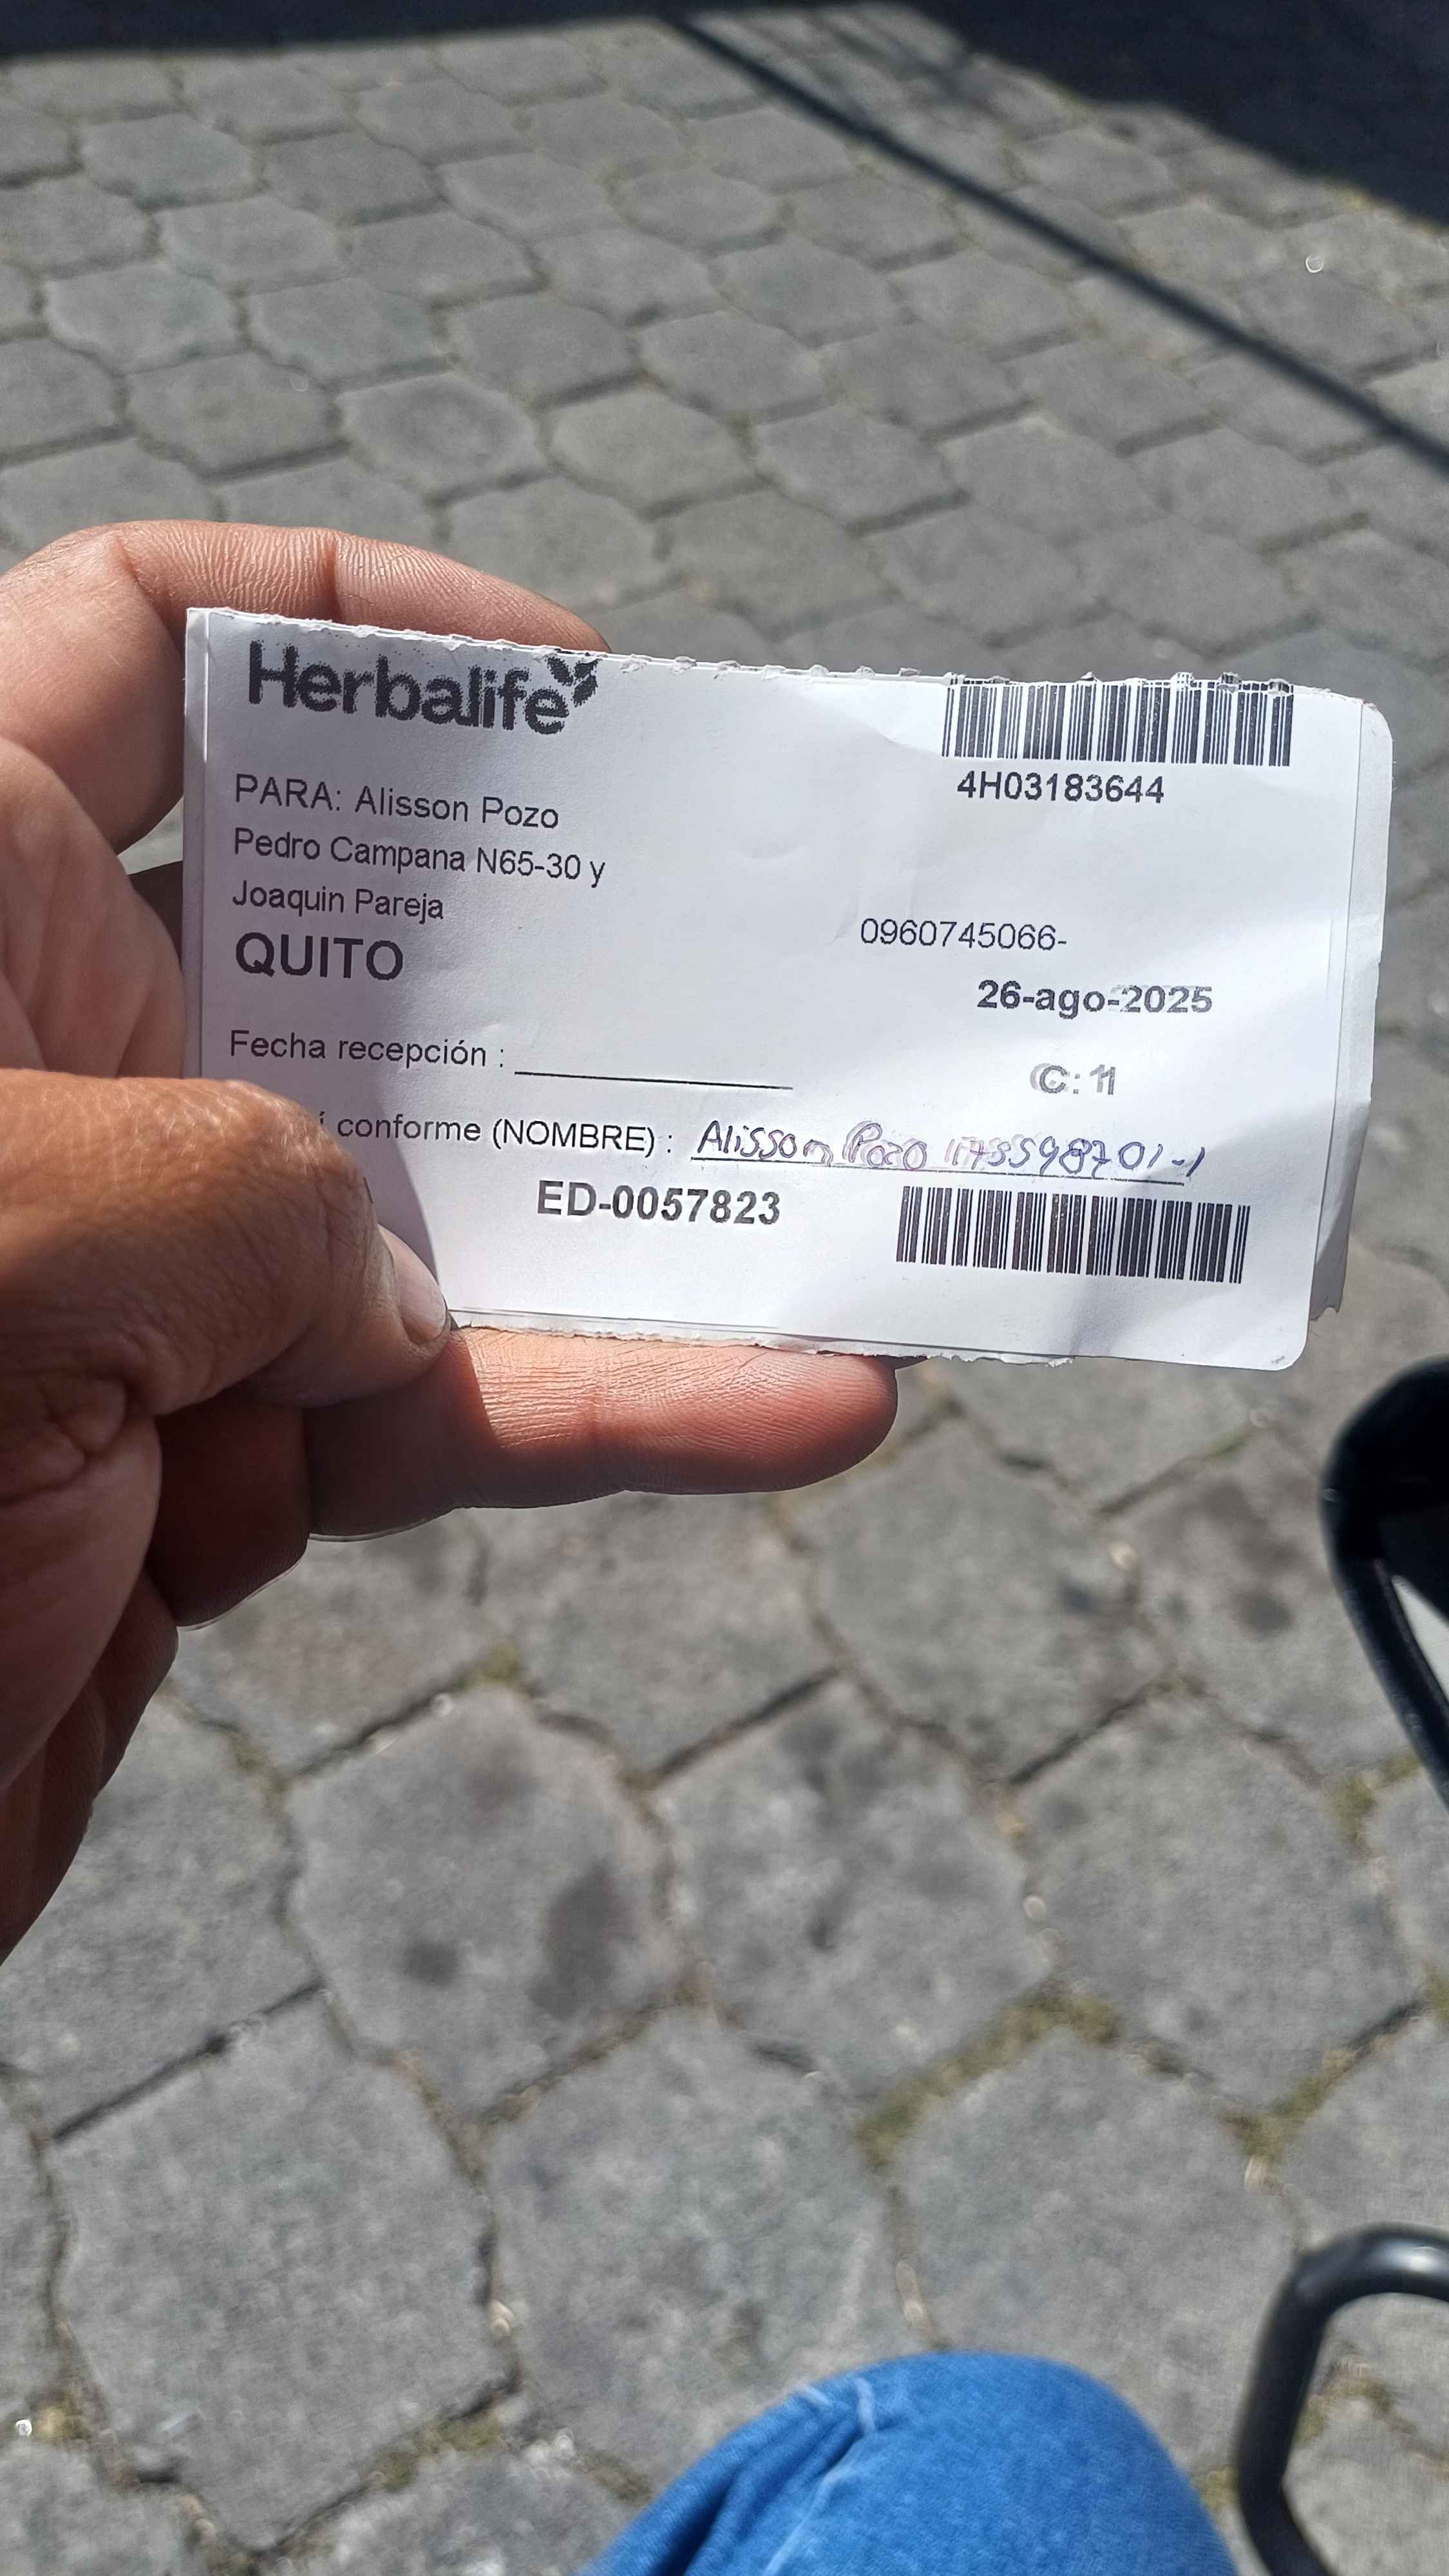 Herbalife
4H03183644
PARA: Alisson Pozo
Pedro Campana N65-30 y
Joaquin Pareja
0960745066-
QUITO
26-ago-2025
Fecha recepción :
C: 11
í conforme (NOMBRE) : Alisson Pozo
ED-0057823